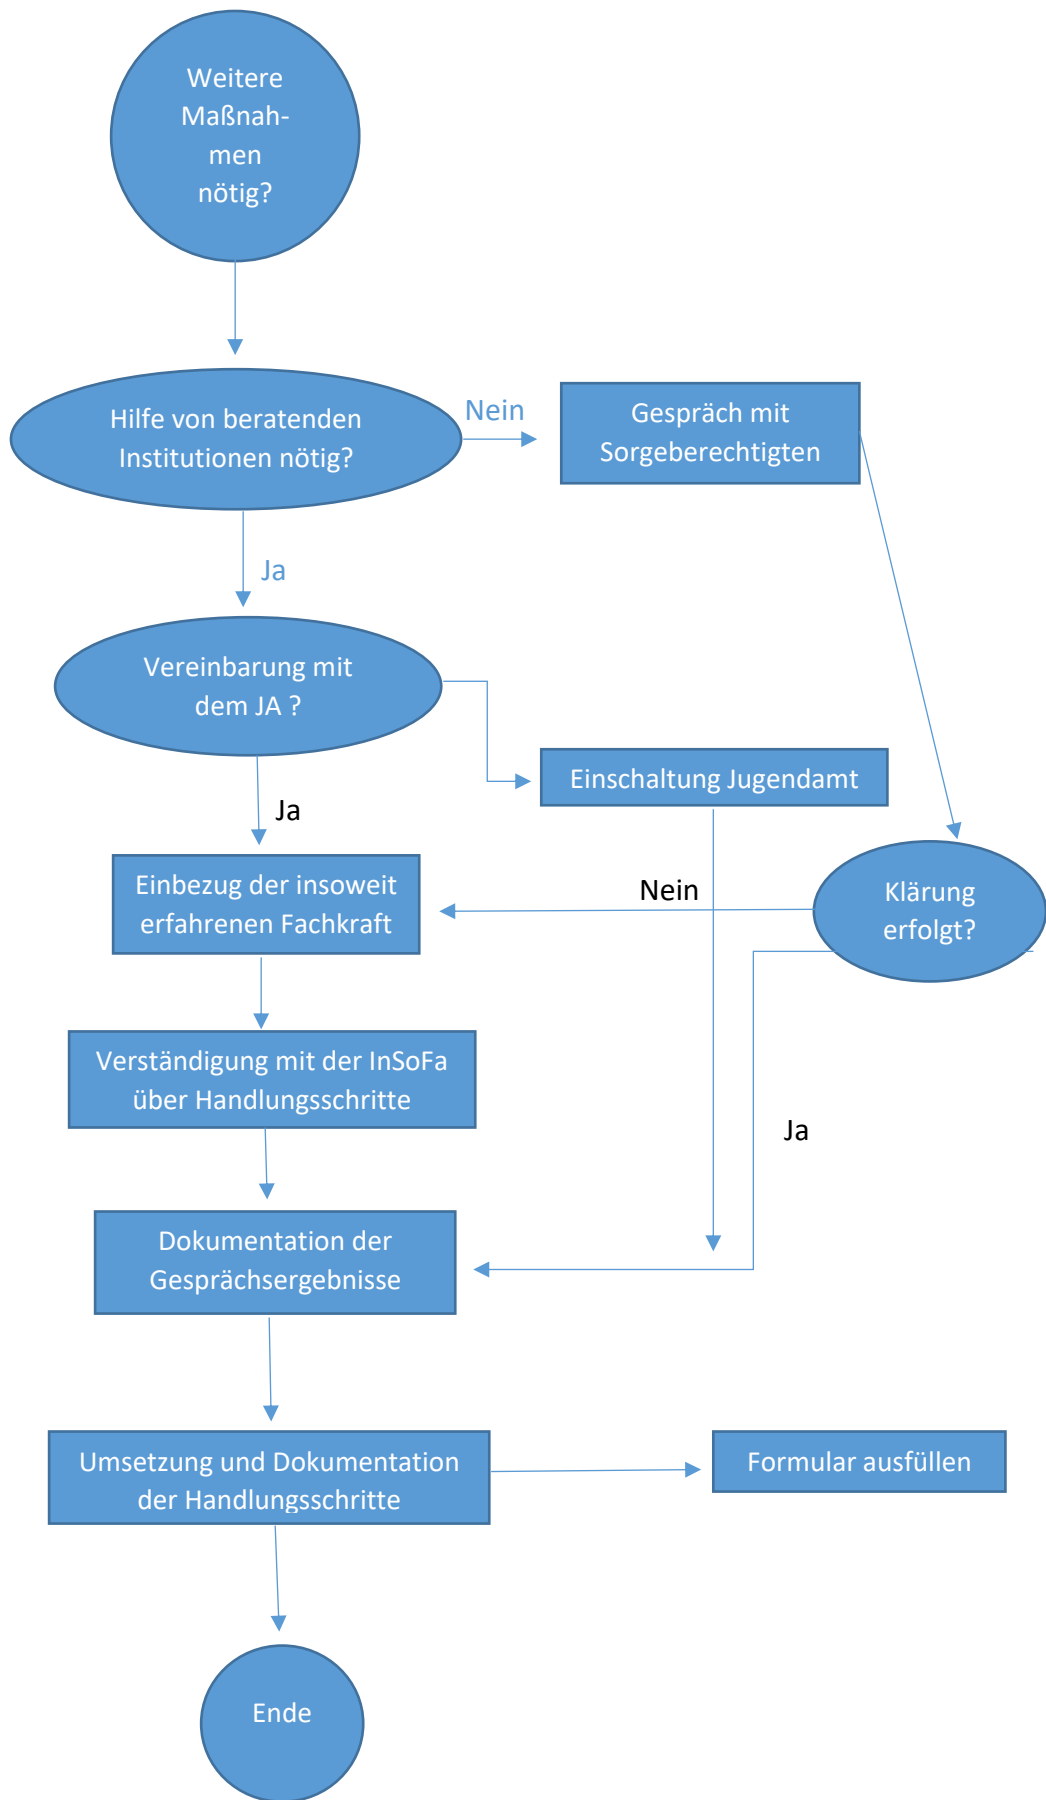 Weitere
Maßnah-
men
nötig?
Hilfe von beratenden
Institutionen nötig?
Nein
Gespräch mit
Sorgeberechtigten
Ja
Vereinbarung mit
dem JA ?
Einschaltung Jugendamt
Ja
Einbezug der insoweit
erfahrenen Fachkraft
Nein
Klärung
erfolgt?
Verständigung mit der InSoFa
über Handlungsschritte
Ja
Dokumentation der
Gesprächsergebnisse
Umsetzung und Dokumentation
der Handlungsschritte
Formular ausfüllen
Ende